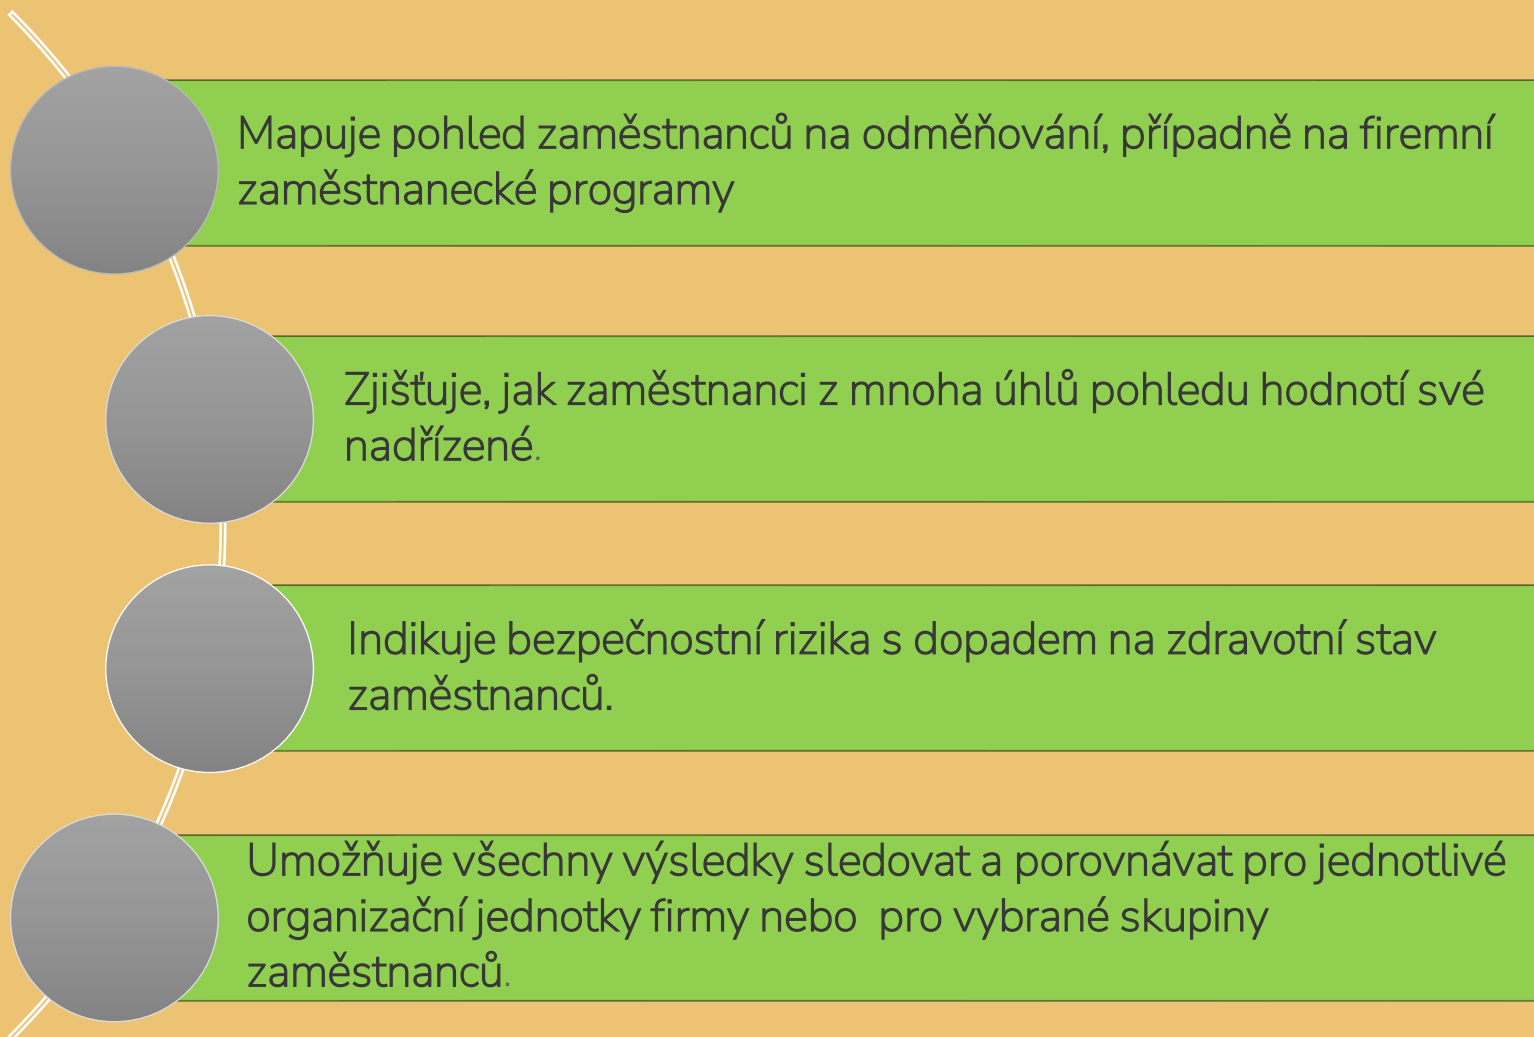 Mapuje pohled zaměstnanců na odměňování, případně na firemní
zaměstnanecké programy
Zjišťuje, jak zaměstnanci z mnoha úhlů pohledu hodnotí své
nadřízené.
Indikuje bezpečnostní rizika s dopadem na zdravotní stav
zaměstnanců.
Umožňuje všechny výsledky sledovat a porovnávat pro jednotlivé
organizační jednotky firmy nebo  pro vybrané skupiny
zaměstnanců.